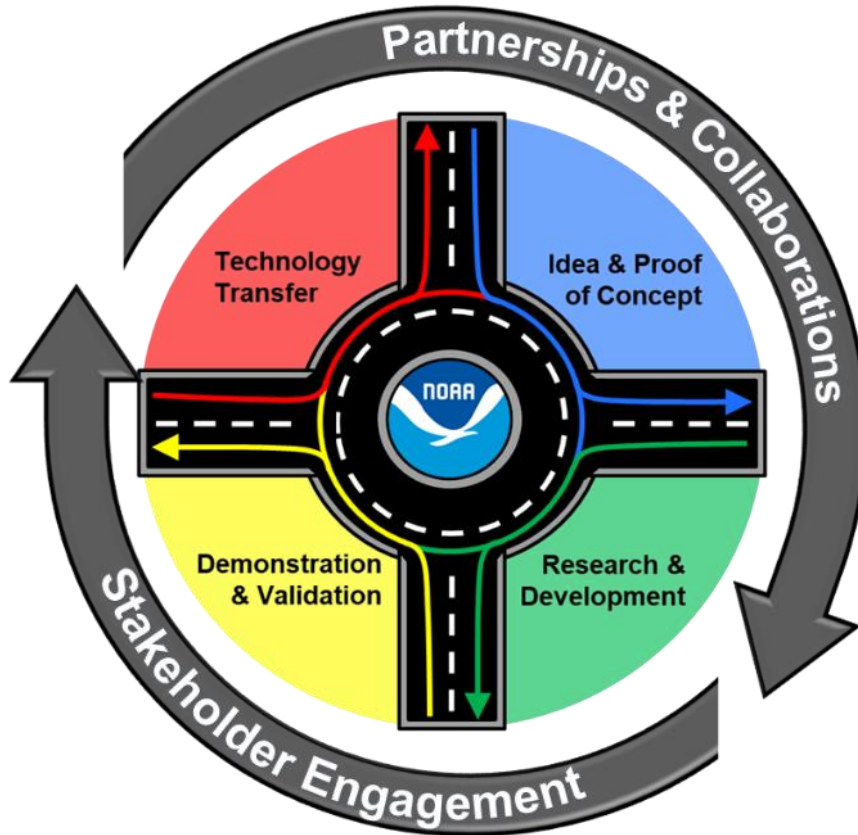 Partnerships & Collaborations
Technology
Transfer
Idea & Proof
of Concept
NOAA
Demonstration
& Validation
Research &
Development
Stakeholder Engagement